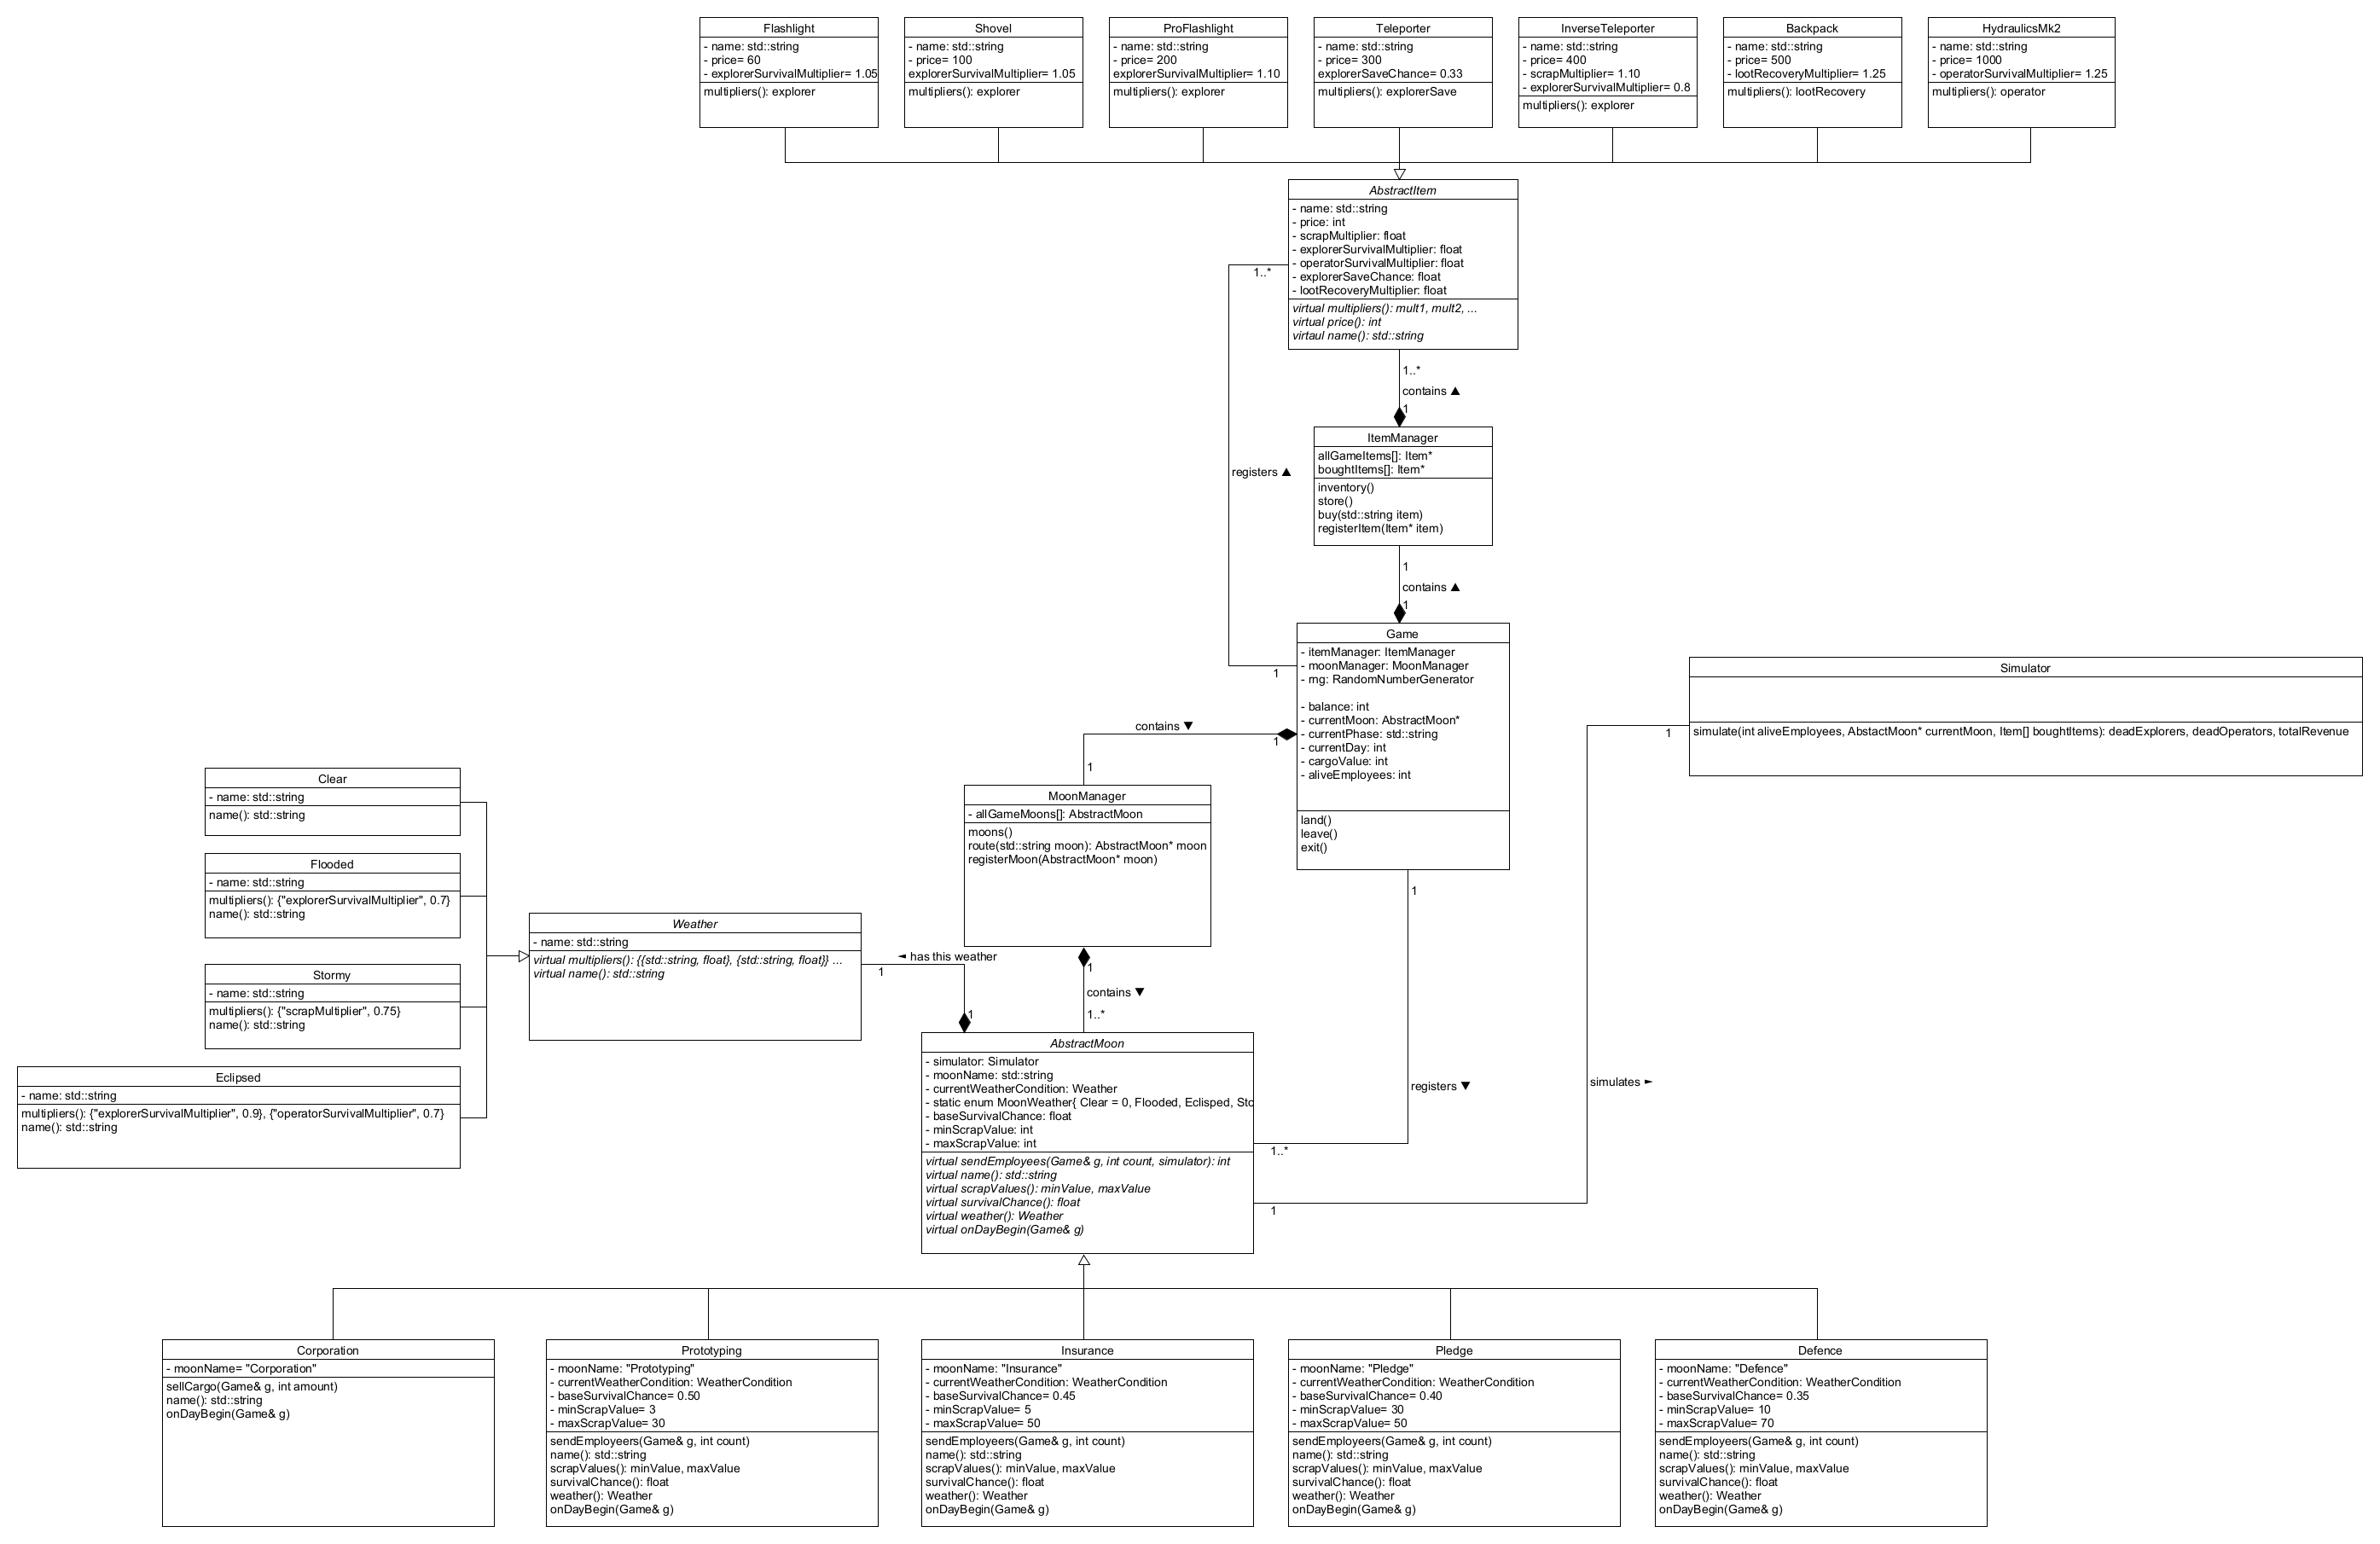 Flashlight
- name: std::string
- price= 60
- explorerSurvivalMultiplier= 1.05
multipliers(): explorer
Shovel
- name: std::string
- price= 100
explorerSurvivalMultiplier= 1.05
multipliers(): explorer
ProFlashlight
- name: std::string
- price= 200
explorerSurvivalMultiplier= 1.10
multipliers(): explorer
Teleporter
- name: std::string
- price= 300
explorerSaveChance= 0.33
multipliers(): explorerSave
InverseTeleporter
- name: std::string
- price= 400
- scrapMultiplier= 1.10
- explorerSurvivalMultiplier= 0.8
multipliers(): explorer
Backpack
- name: std::string
- price= 500
- lootRecoveryMultiplier= 1.25
multipliers(): lootRecovery
HydraulicsMk2
- name: std::string
- price= 1000
- operatorSurvivalMultiplier= 1.25
multipliers(): operator
AbstractItem
- name: std::string
- price: int
- scrapMultiplier: float
- explorerSurvivalMultiplier: float
- operatorSurvivalMultiplier: float
- explorerSaveChance: float
- lootRecoveryMultiplier: float
virtual multipliers(): mult1, mult2, ...
virtual price(): int
virtaul name(): std::string
1..*
1..*
contains ▲
1
registers ▲
ItemManager
allGameItems[]: Item*
boughtItems[]: Item*
inventory()
store()
buy(std::string item)
registerItem(Item* item)
1
contains ▲
1
Game
- itemManager: ItemManager
- moonManager: MoonManager
- rng: RandomNumberGenerator
- balance: int
- currentMoon: AbstractMoon*
- currentPhase: std::string
- currentDay: int
- cargoValue: int
- aliveEmployees: int
land()
leave()
exit()
1
contains ▼
1
1
1
Simulator
simulate(int aliveEmployees, AbstactMoon* currentMoon, Item[] boughtItems): deadExplorers, deadOperators, totalRevenue
1
MoonManager
- allGameMoons[]: AbstractMoon
moons()
route(std::string moon): AbstractMoon* moon
registerMoon(AbstractMoon* moon)
Clear
- name: std::string
name(): std::string
Flooded
- name: std::string
multipliers(): {"explorerSurvivalMultiplier", 0.7}
name(): std::string
Stormy
- name: std::string
multipliers(): {"scrapMultiplier", 0.75}
name(): std::string
Eclipsed
- name: std::string
multipliers(): {"explorerSurvivalMultiplier", 0.9}, {"operatorSurvivalMultiplier", 0.7}
name(): std::string
Weather
- name: std::string
virtual multipliers(): {{std::string, float}, {std::string, float}} ...
virtual name(): std::string
◄ has this weather
1
1
1
contains ▼
1..*
AbstractMoon
- simulator: Simulator
- moonName: std::string
- currentWeatherCondition: Weather
- static enum MoonWeather{ Clear = 0, Flooded, Eclisped, Sto
- baseSurvivalChance: float
- minScrapValue: int
- maxScrapValue: int
virtual sendEmployees(Game& g, int count, simulator): int
virtual name(): std::string
virtual scrapValues(): minValue, maxValue
virtual survivalChance(): float
virtual weather(): Weather
virtual onDayBegin(Game& g)
registers ▼
1..*
simulates ►
1
Corporation
- moonName= "Corporation"
sellCargo(Game& g, int amount)
name(): std::string
onDayBegin(Game& g)
Prototyping
- moonName: "Prototyping"
- currentWeatherCondition: WeatherCondition
- baseSurvivalChance= 0.50
- minScrapValue= 3
- maxScrapValue= 30
sendEmployeers(Game& g, int count)
name(): std::string
scrapValues(): minValue, maxValue
survivalChance(): float
weather(): Weather
onDayBegin(Game& g)
Insurance
- moonName: "Insurance"
- currentWeatherCondition: WeatherCondition
- baseSurvivalChance= 0.45
- minScrapValue= 5
- maxScrapValue= 50
sendEmployeers(Game& g, int count)
name(): std::string
scrapValues(): minValue, maxValue
survivalChance(): float
weather(): Weather
onDayBegin(Game& g)
Pledge
- moonName: "Pledge"
- currentWeatherCondition: WeatherCondition
- baseSurvivalChance= 0.40
- minScrapValue= 30
- maxScrapValue= 50
sendEmployeers(Game& g, int count)
name(): std::string
scrapValues(): minValue, maxValue
survivalChance(): float
weather(): Weather
onDayBegin(Game& g)
Defence
- moonName: "Defence"
- currentWeatherCondition: WeatherCondition
- baseSurvivalChance= 0.35
- minScrapValue= 10
- maxScrapValue= 70
sendEmployeers(Game& g, int count)
name(): std::string
scrapValues(): minValue, maxValue
survivalChance(): float
weather(): Weather
onDayBegin(Game& g)